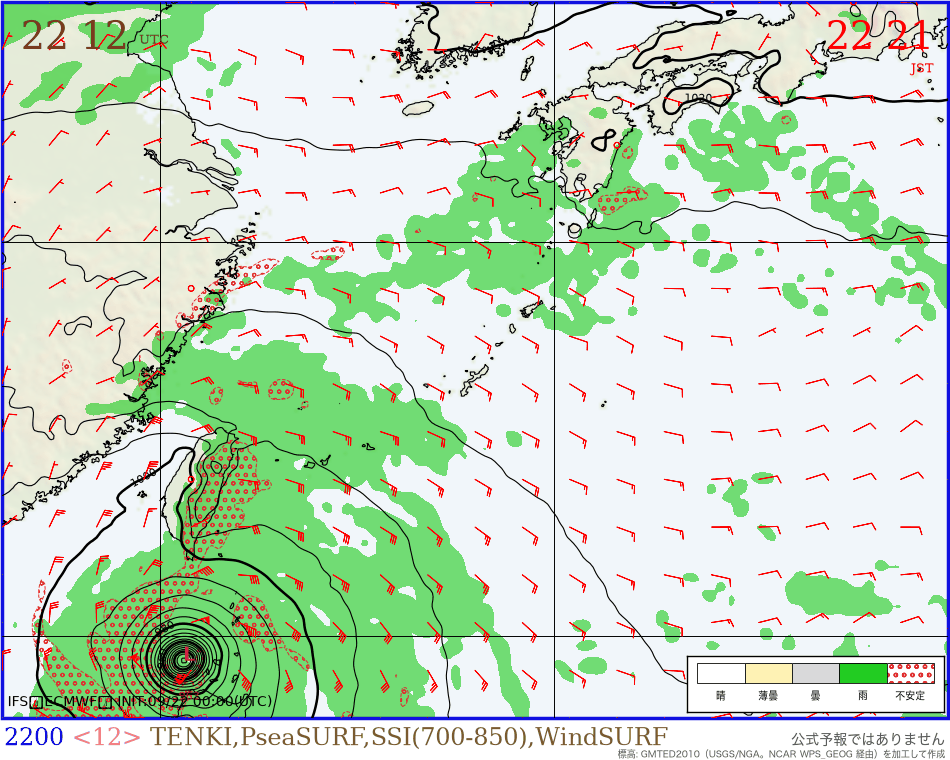 22 12 UTC
22 21
JST
1020
1000
IFS[]ECMWF[]INIT:09/22 00:00(UTC)
晴 薄曇 曇 雨 不安定
2200 <12> TENKI,PseaSURF,SSI(700-850),WindSURF
公式予報ではありません
標高: GMTED2010（USGS/NGA。NCAR WPS_GEOG 経由）を加工して作成